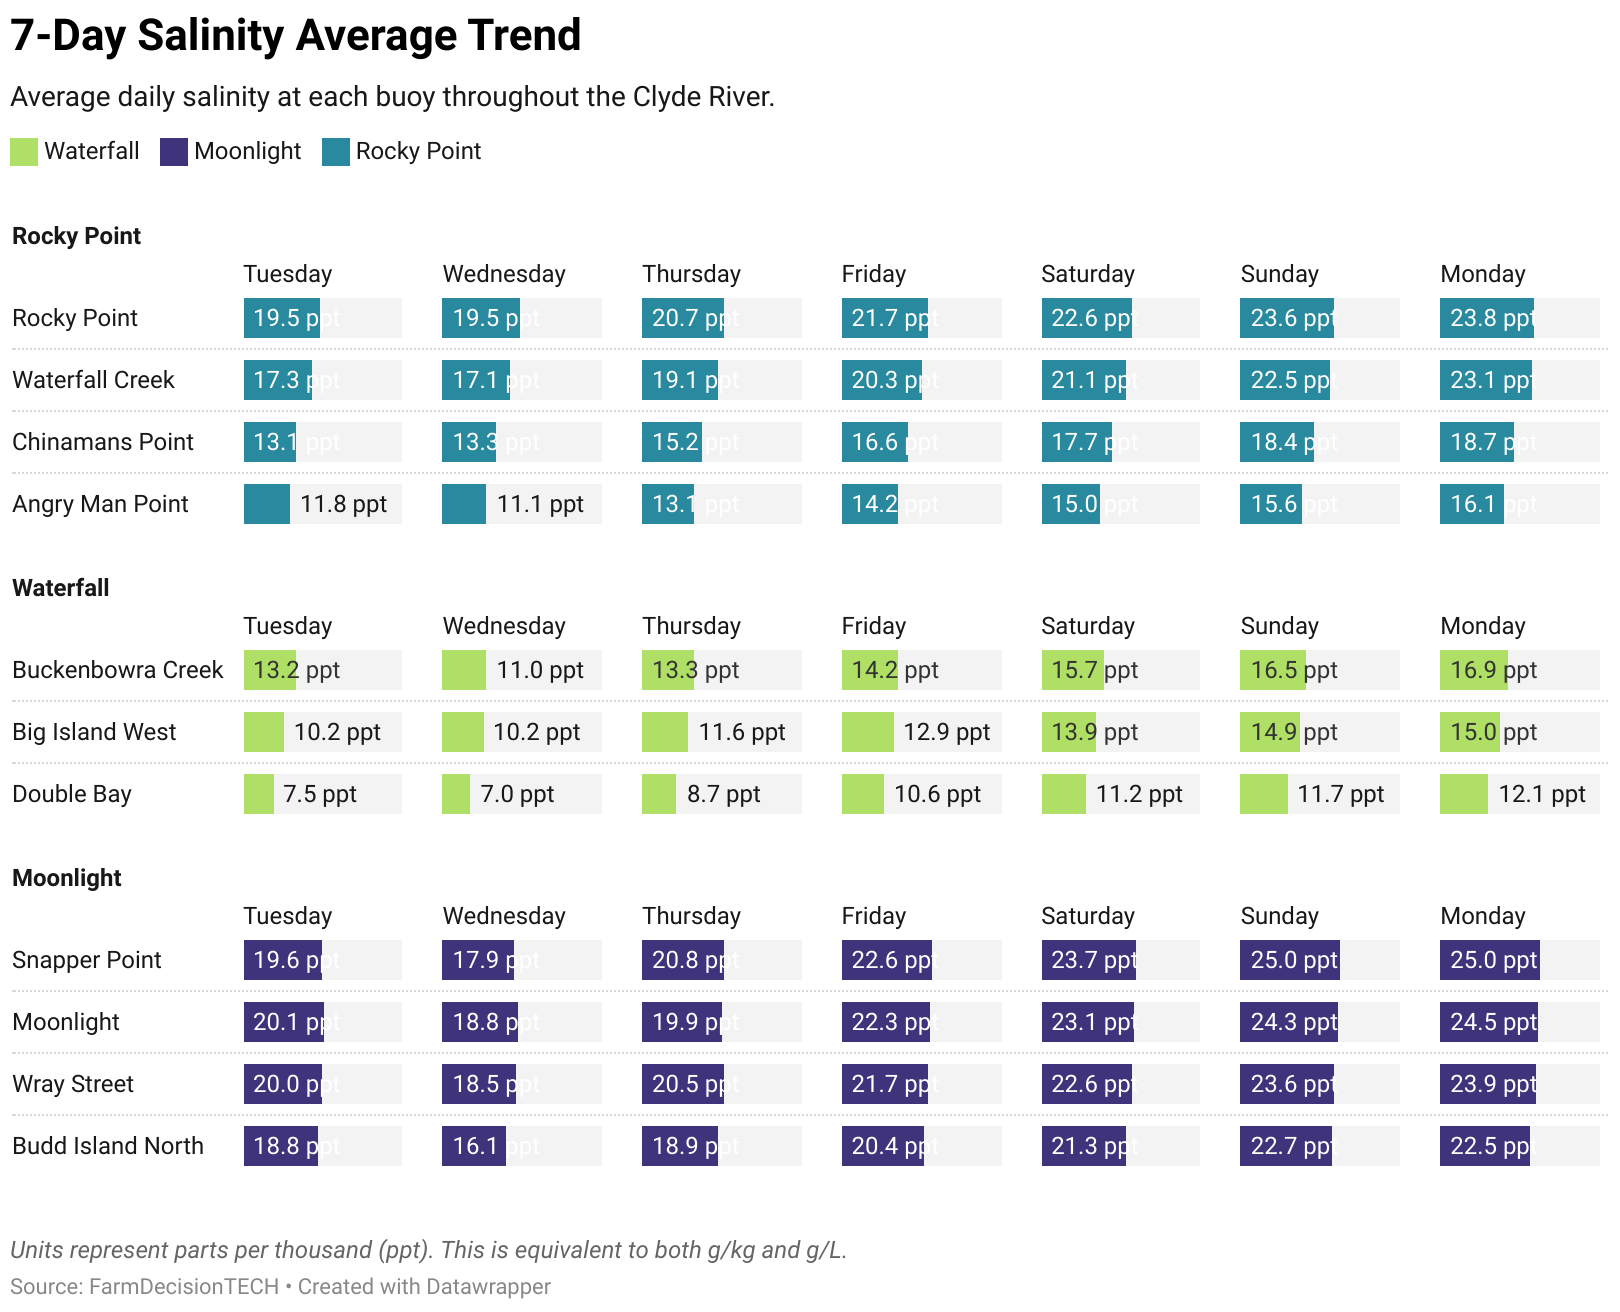 7-Day Salinity Average Trend
Average daily salinity at each buoy throughout the Clyde River.
Waterfall Moonlight Rocky Point
Rocky Point
Tuesday Wednesday Thursday Friday Saturday Sunday Monday
Rocky Point 19.5 ppt 19.5 ppt 20.7 ppt 21.7 ppt 22.6 ppt 23.6 ppt 23.8 ppt
Waterfall Creek 17.3 ppt 17.1 ppt 19.1 ppt 20.3 ppt 21.1 ppt 22.5 ppt 23.1 ppt
Chinamans Point 13.1 ppt 13.3 ppt 15.2 ppt 16.6 ppt 17.7 ppt 18.4 ppt 18.7 ppt
Angry Man Point 11.8 ppt 11.1 ppt 13.1 ppt 14.2 ppt 15.0 ppt 15.6 ppt 16.1 ppt
Waterfall
Tuesday Wednesday Thursday Friday Saturday Sunday Monday
Buckenbowra Creek 13.2 ppt 11.0 ppt 13.3 ppt 14.2 ppt 15.7 ppt 16.5 ppt 16.9 ppt
Big Island West 10.2 ppt 10.2 ppt 11.6 ppt 12.9 ppt 13.9 ppt 14.9 ppt 15.0 ppt
Double Bay 7.5 ppt 7.0 ppt 8.7 ppt 10.6 ppt 11.2 ppt 11.7 ppt 12.1 ppt
Moonlight
Tuesday Wednesday Thursday Friday Saturday Sunday Monday
Snapper Point 19.6 ppt 17.9 ppt 20.8 ppt 22.6 ppt 23.7 ppt 25.0 ppt 25.0 ppt
Moonlight 20.1 ppt 18.8 ppt 19.9 ppt 22.3 ppt 23.1 ppt 24.3 ppt 24.5 ppt
Wray Street 20.0 ppt 18.5 ppt 20.5 ppt 21.7 ppt 22.6 ppt 23.6 ppt 23.9 ppt
Budd Island North 18.8 ppt 16.1 ppt 18.9 ppt 20.4 ppt 21.3 ppt 22.7 ppt 22.5 ppt
Units represent parts per thousand (ppt). This is equivalent to both g/kg and g/L.
Source: FarmDecisionTECH • Created with Datawrapper